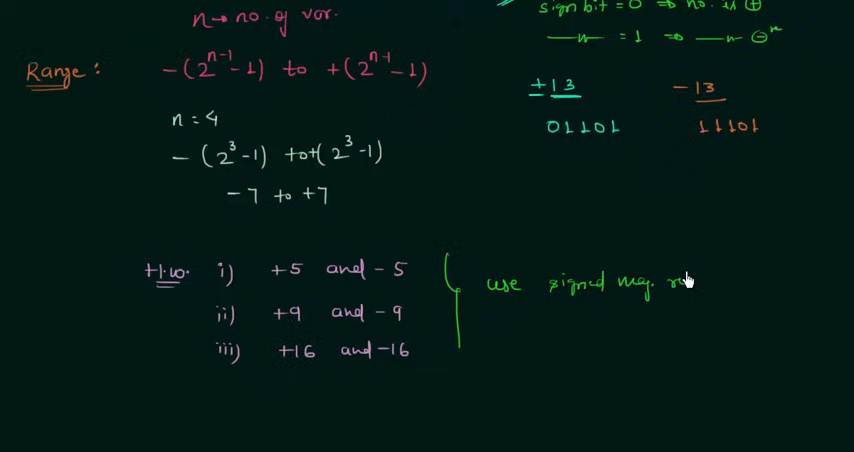 n → no. of var.
sign bit = 0 ⇒ no. is ⊕
—〃— = 1 ⇒ —〃— ⊖ve
Range : -(2^{n-1} - 1) to +(2^{n-1} - 1)
+13 -13
01101 11101
n = 4
-(2^3 - 1) to +(2^3 - 1)
-7 to +7
H.W. i) +5 and -5
ii) +9 and -9
iii) +16 and -16
use signed mag.